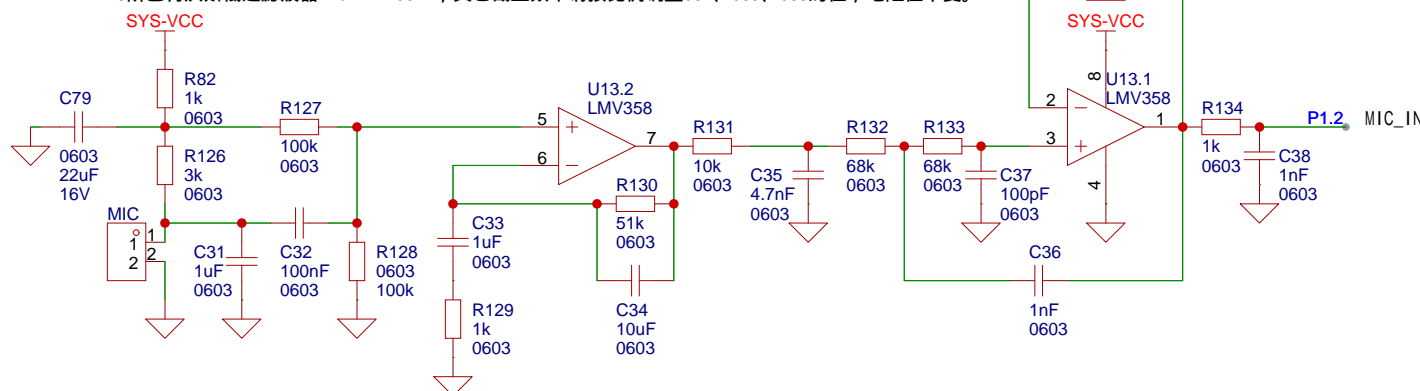 SYS-VCC
SYS-VCC
R82
1k
0603
C79
0603
22uF
16V
R127
100k
0603
R126
3k
0603
MIC
1
2
1
2
C31
1uF
0603
C32
100nF
0603
R128
0603
100k
U13.2
LMV358
5
6
7
C33
1uF
0603
R129
1k
0603
R130
51k
0603
C34
10uF
0603
R131
10k
0603
C35
4.7nF
0603
R132
68k
0603
R133
68k
0603
C37
100pF
0603
C36
1nF
0603
U13.1
LMV358
8
2
3
1
4
R134
1k
0603
P1.2
MIC_IN
C38
1nF
0603